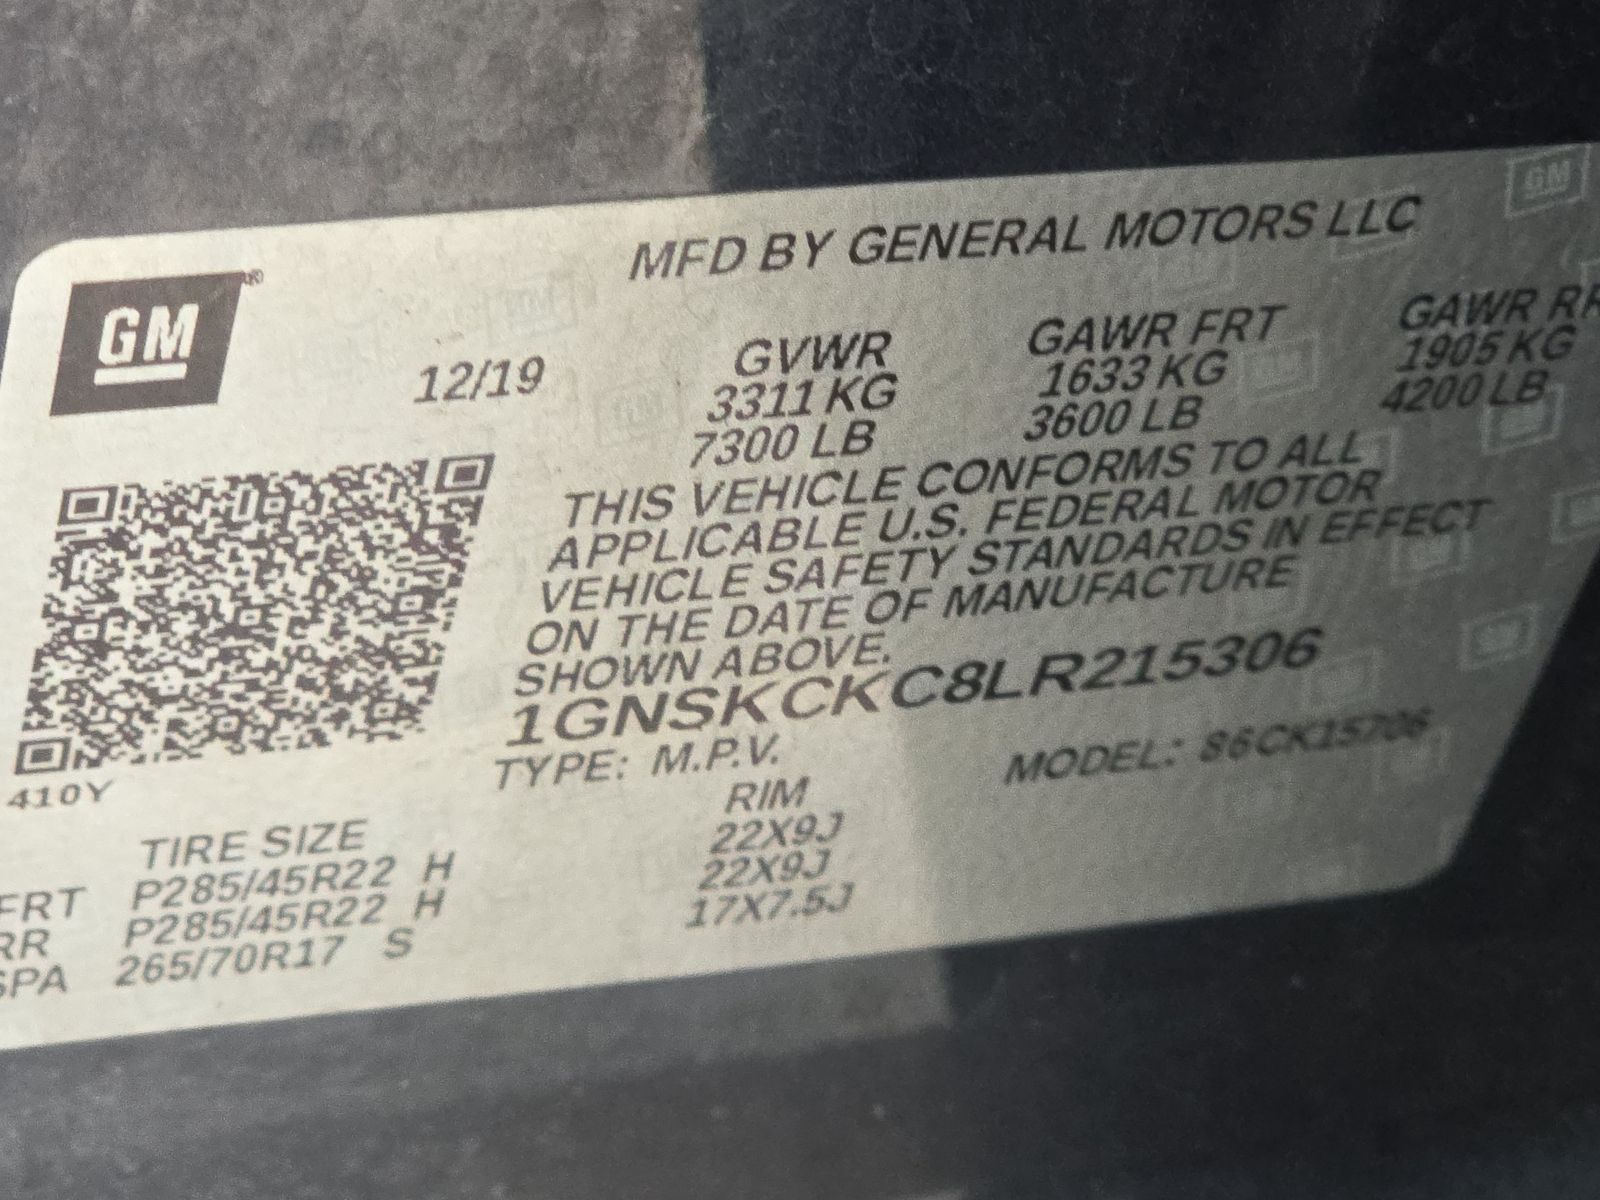 GM
MFD BY GENERAL MOTORS LLC
12/19
GVWR
3311 KG
7300 LB
GAWR FRT
1633 KG
3600 LB
GAWR RR
1905 KG
4200 LB
THIS VEHICLE CONFORMS TO ALL
APPLICABLE U.S. FEDERAL MOTOR
VEHICLE SAFETY STANDARDS IN EFFECT
ON THE DATE OF MANUFACTURE
SHOWN ABOVE.
1GNSKCKC8LR215306
TYPE: M.P.V. MODEL: 86CK15706
410Y
TIRE SIZE RIM
FRT P285/45R22 H 22X9J
RR P285/45R22 H 22X9J
SPA 265/70R17 S 17X7.5J